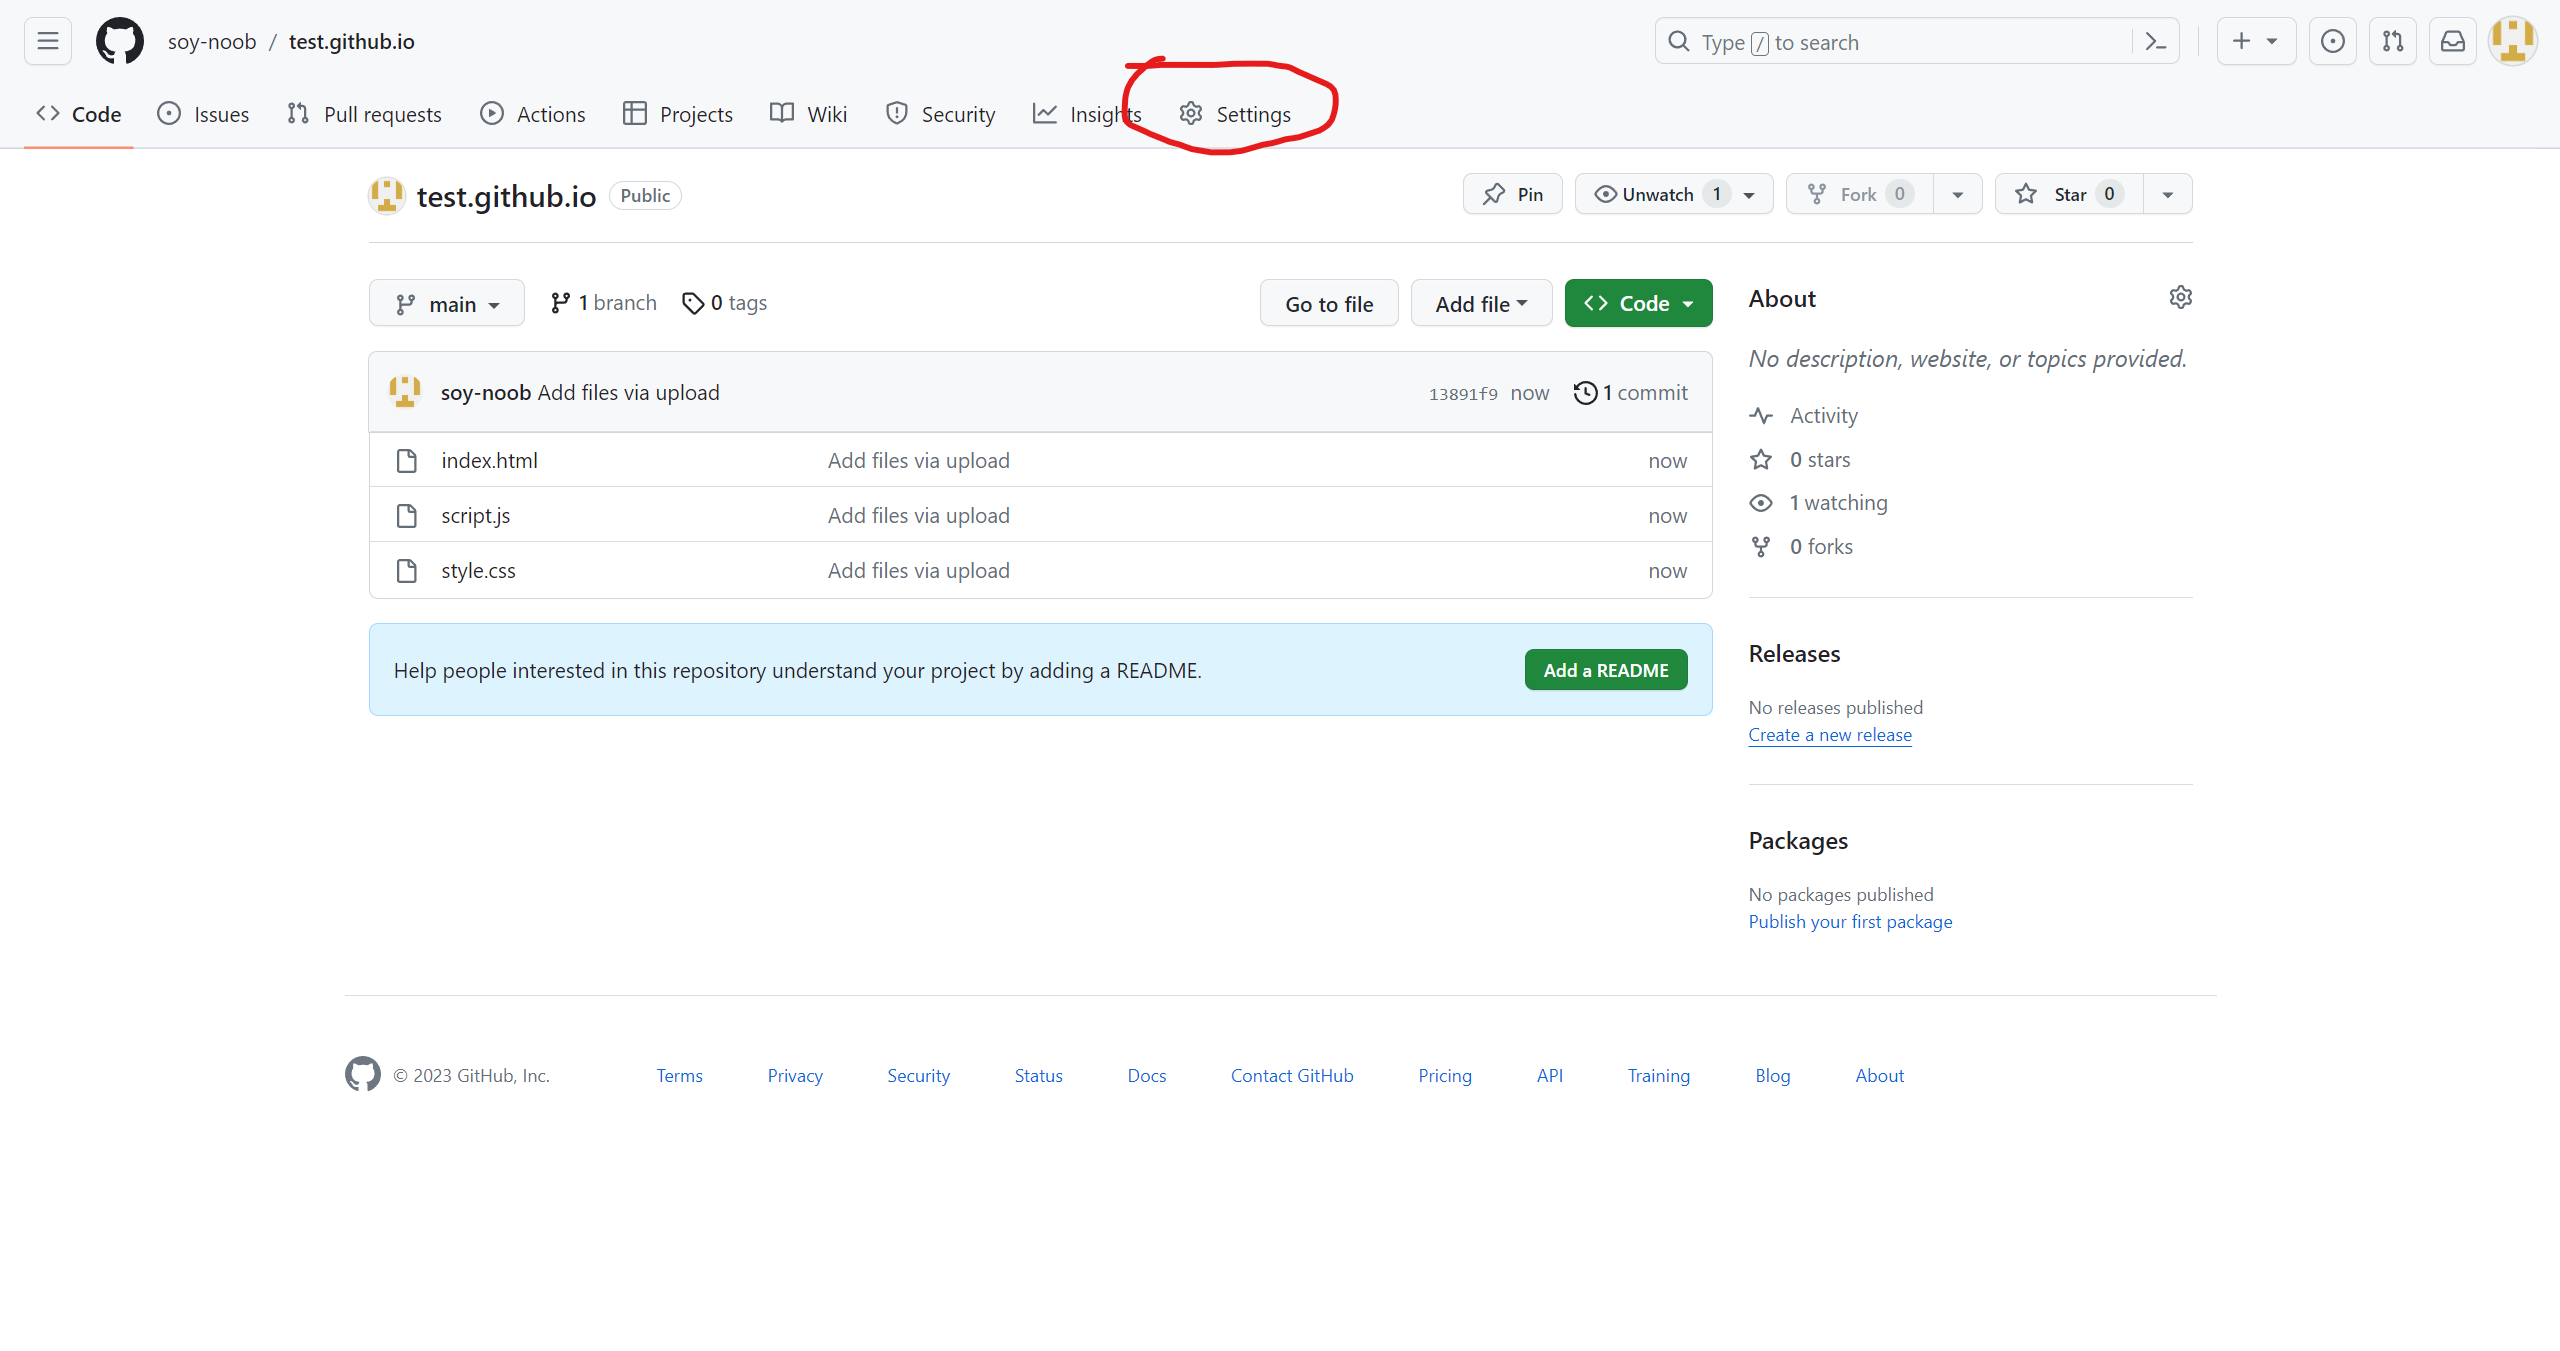 soy-noob / test.github.io
Type / to search
Code Issues Pull requests Actions Projects Wiki Security Insights Settings
test.github.io Public
Pin Unwatch 1 Fork 0 Star 0
main 1 branch 0 tags Go to file Add file Code
soy-noob Add files via upload 13891f9 now 1 commit
index.html Add files via upload now
script.js Add files via upload now
style.css Add files via upload now
Help people interested in this repository understand your project by adding a README. Add a README
About
No description, website, or topics provided.
Activity
0 stars
1 watching
0 forks
Releases
No releases published
Create a new release
Packages
No packages published
Publish your first package
© 2023 GitHub, Inc. Terms Privacy Security Status Docs Contact GitHub Pricing API Training Blog About